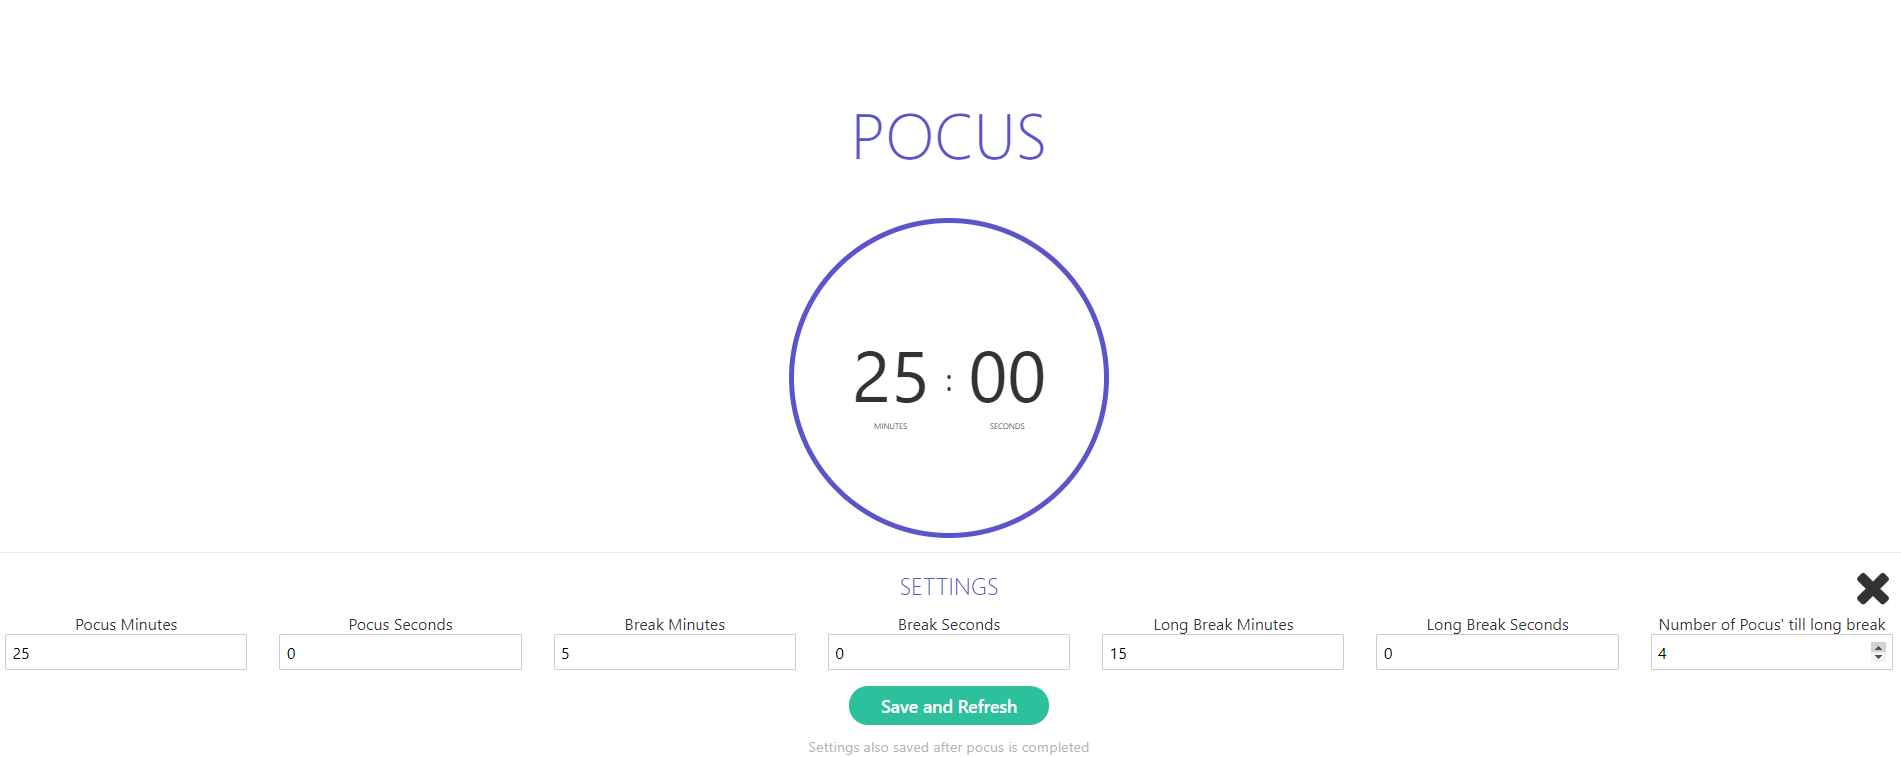 POCUS
25 : 00
MINUTES SECONDS
SETTINGS
Pocus Minutes Pocus Seconds Break Minutes Break Seconds Long Break Minutes Long Break Seconds Number of Pocus' till long break
25 0 5 0 15 0 4
Save and Refresh
Settings also saved after pocus is completed